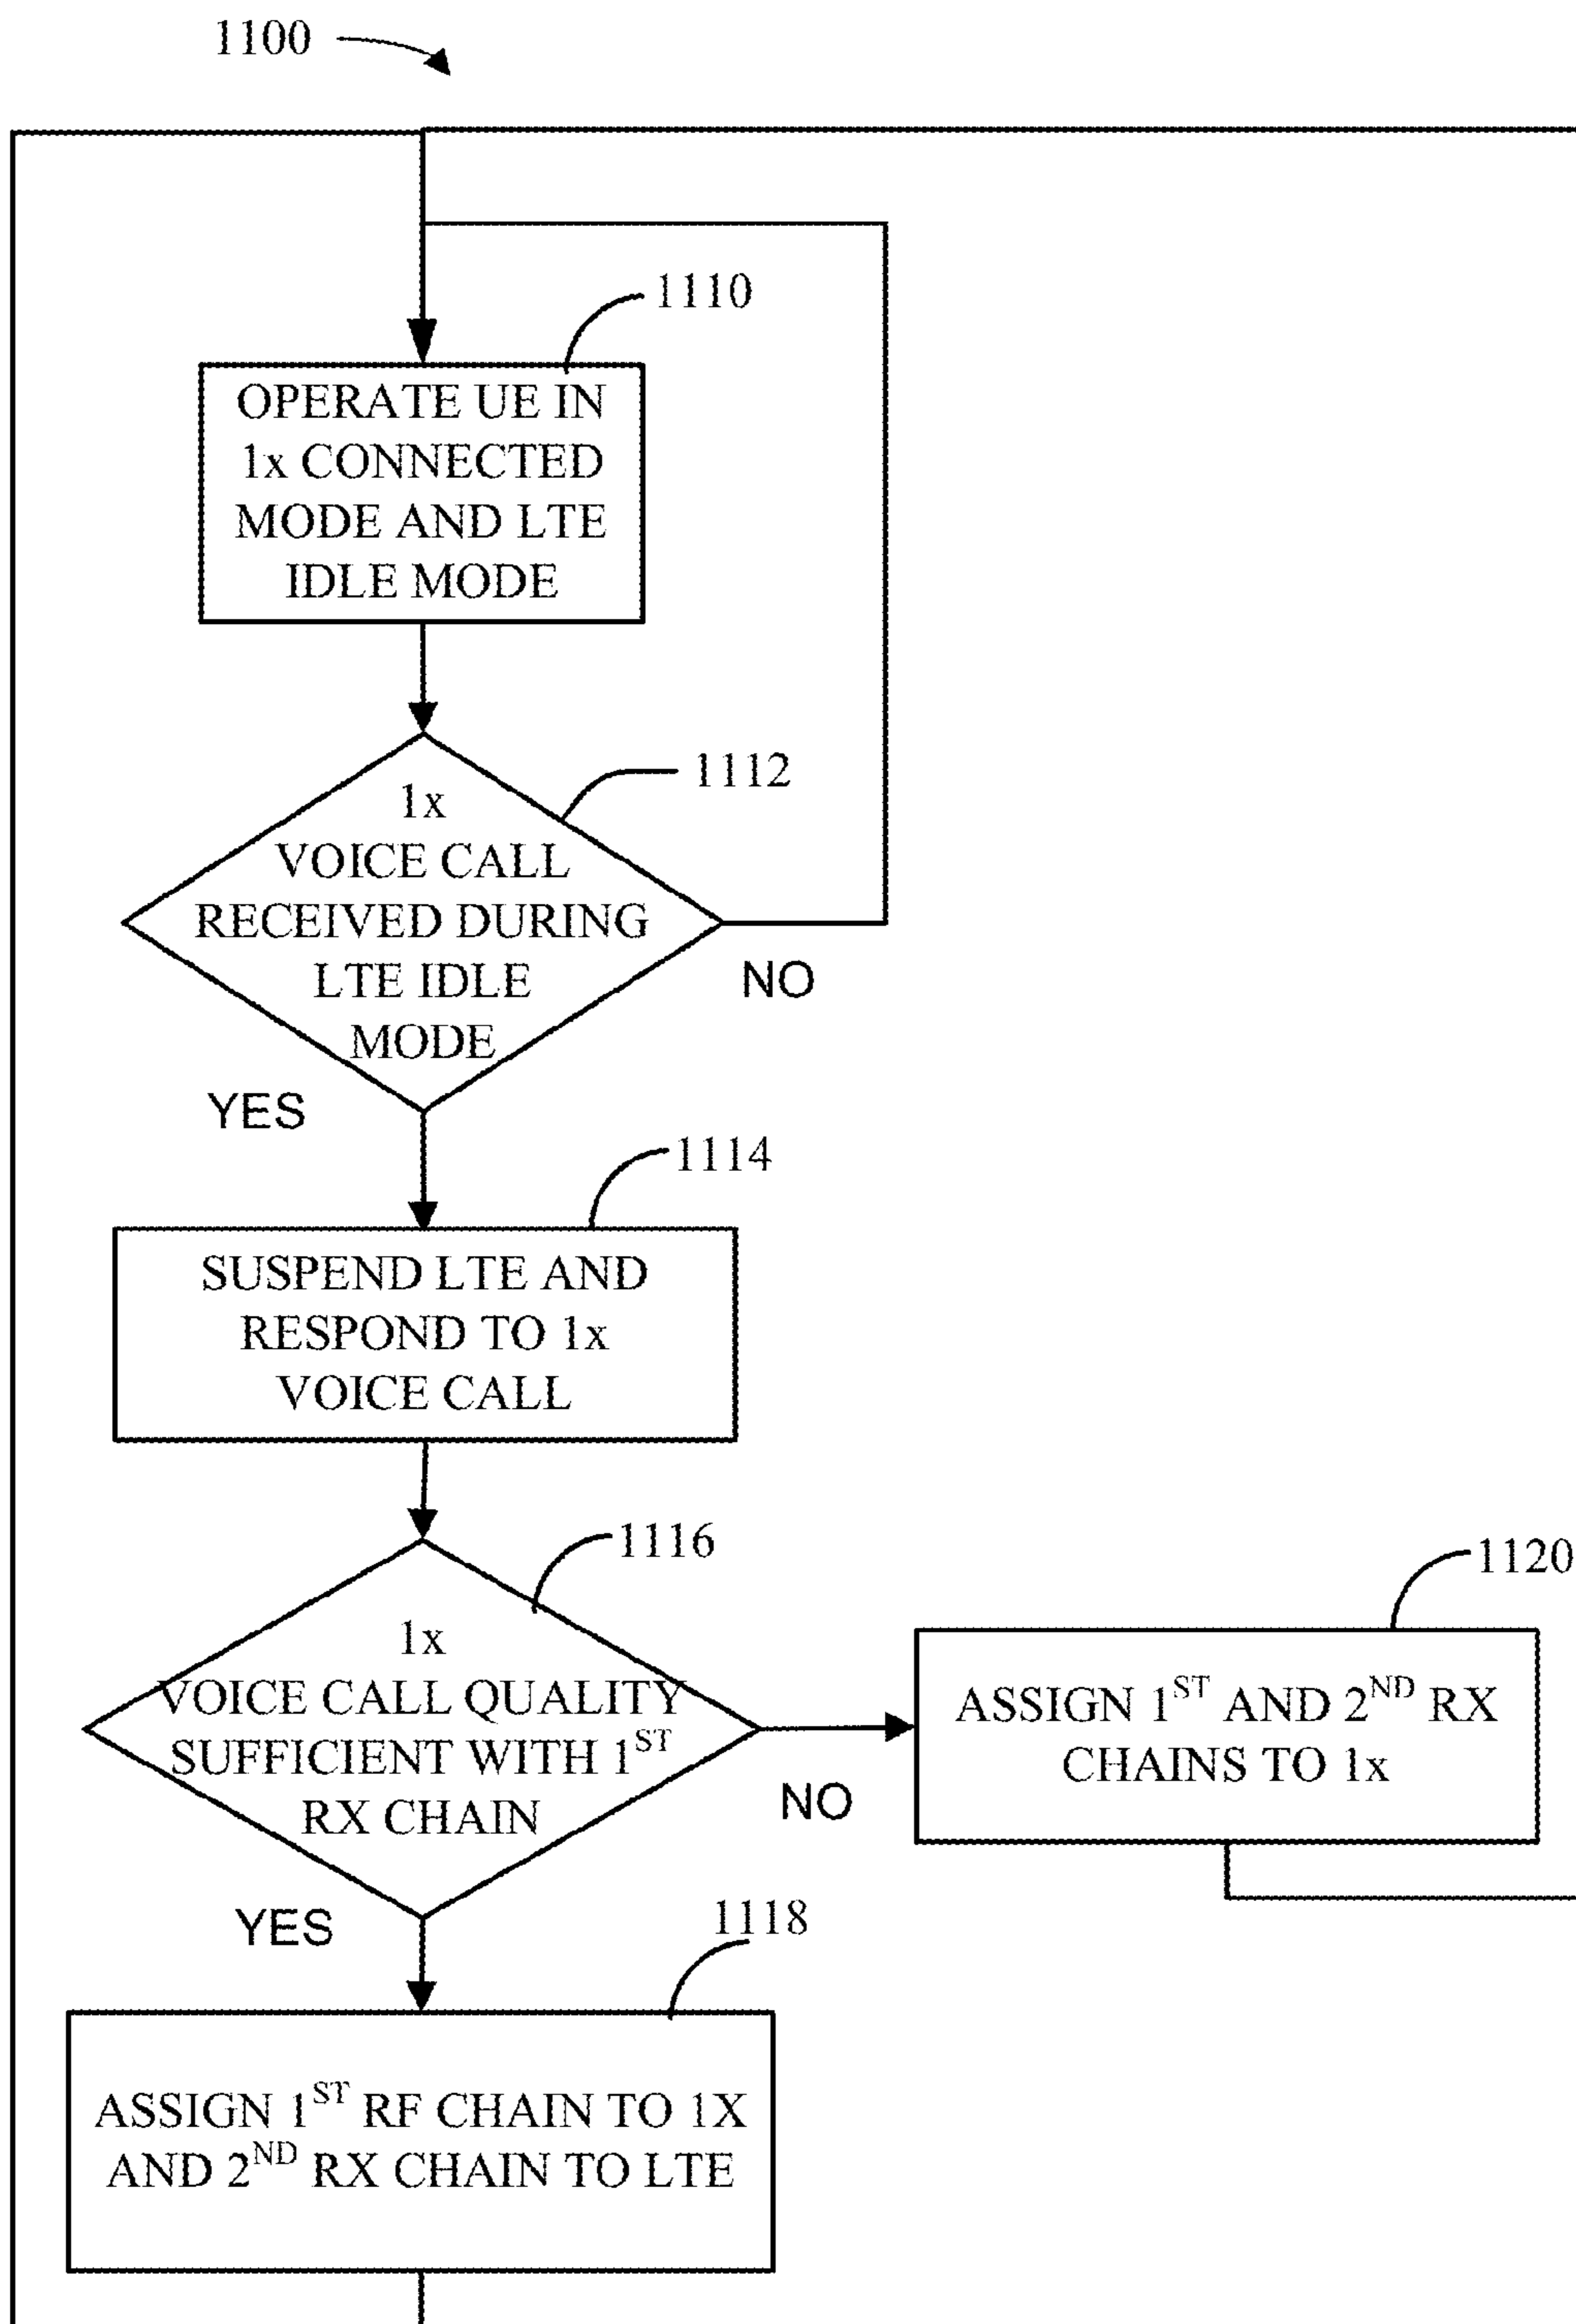 1100
1110
OPERATE UE IN
1x CONNECTED
MODE AND LTE
IDLE MODE
1112
1x
VOICE CALL
RECEIVED DURING
LTE IDLE
MODE
NO
YES
1114
SUSPEND LTE AND
RESPOND TO 1x
VOICE CALL
1116
1x
VOICE CALL QUALITY
SUFFICIENT WITH 1ST
RX CHAIN
NO
YES
1120
ASSIGN 1ST AND 2ND RX
CHAINS TO 1x
1118
ASSIGN 1ST RF CHAIN TO 1X
AND 2ND RX CHAIN TO LTE